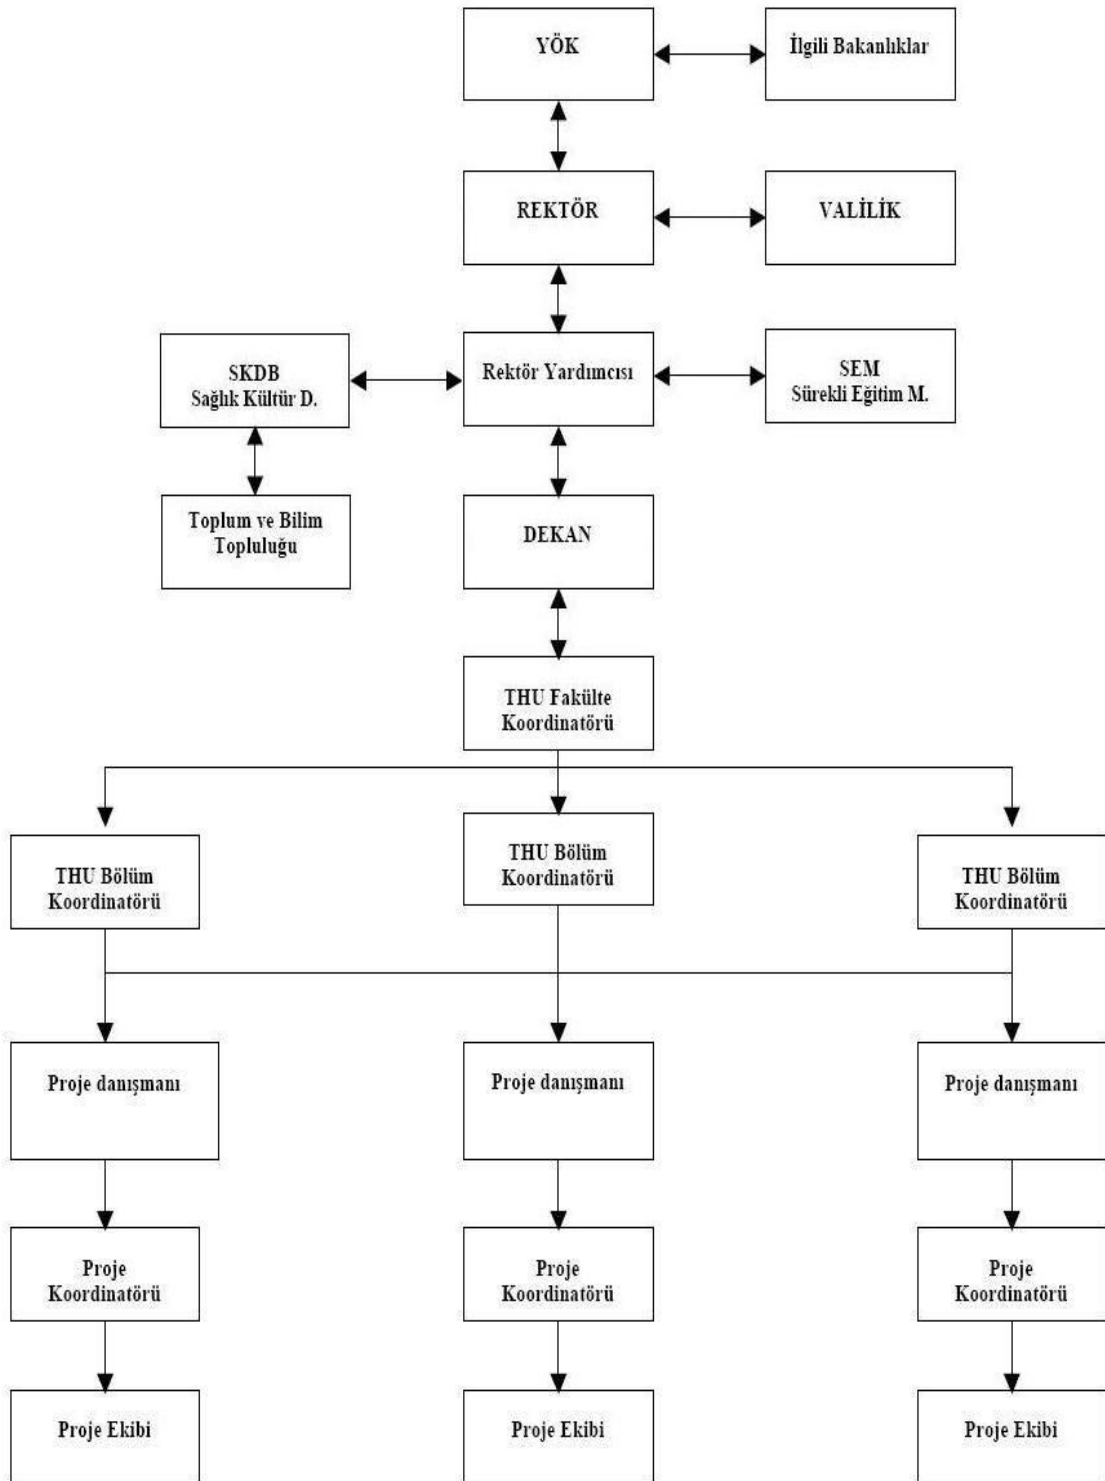 YÖK
İlgili Bakanlıklar
REKTÖR
VALİLİK
SKDB
Sağlık Kültür D.
Rektör Yardımcısı
SEM
Sürekli Eğitim M.
Toplum ve Bilim
Topluluğu
DEKAN
THU Fakülte
Koordinatörü
THU Bölüm
Koordinatörü
THU Bölüm
Koordinatörü
THU Bölüm
Koordinatörü
Proje danışmanı
Proje danışmanı
Proje danışmanı
Proje
Koordinatörü
Proje
Koordinatörü
Proje
Koordinatörü
Proje Ekibi
Proje Ekibi
Proje Ekibi